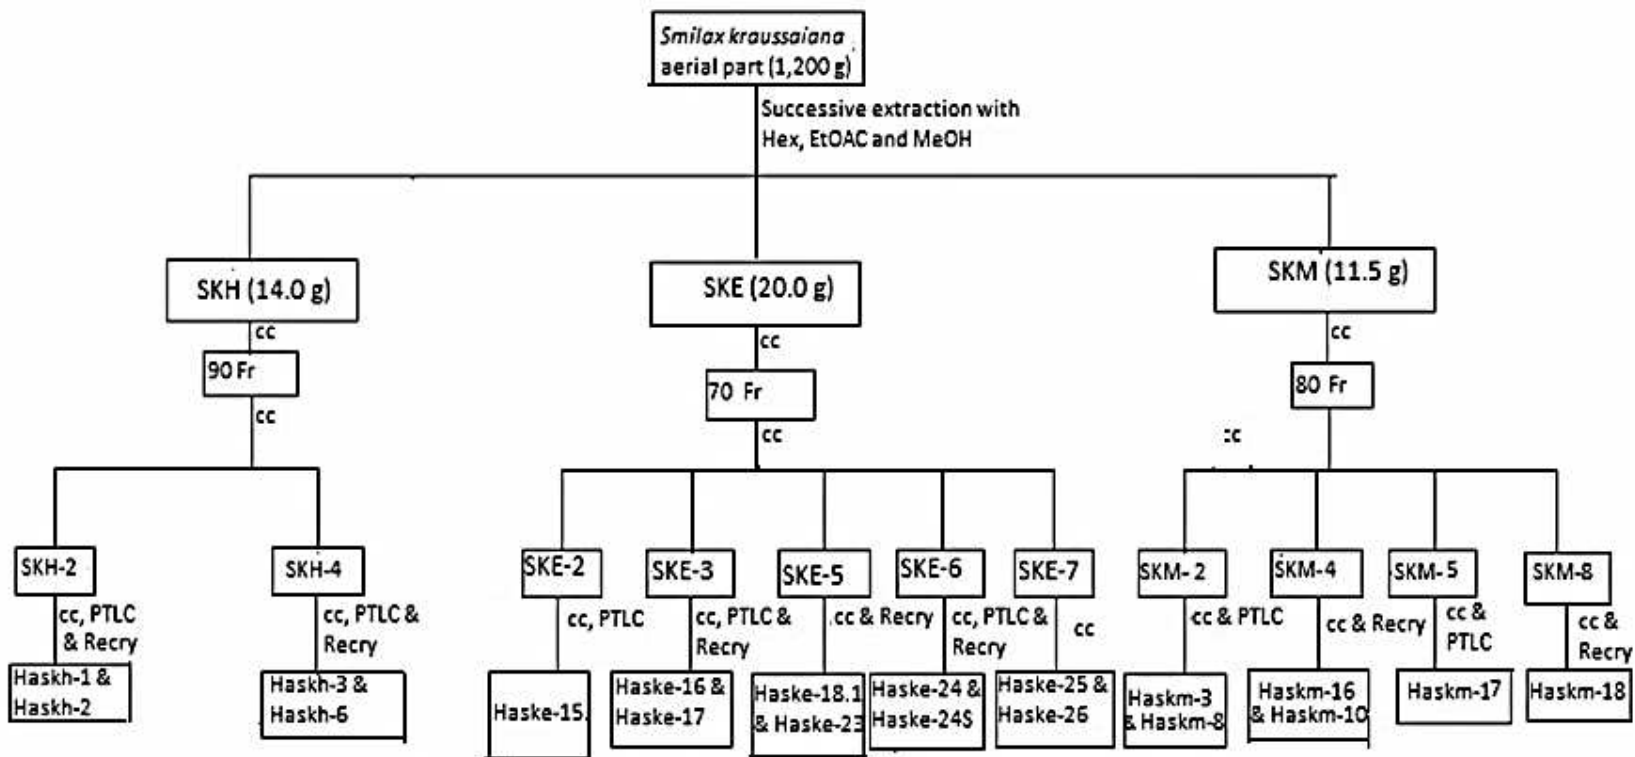 Smilax kraussaiana
aerial part (1,200 g)
Successive extraction with
Hex, EtOAC and MeOH
SKH (14.0 g)
SKE (20.0 g)
SKM (11.5 g)
cc
cc
cc
90 Fr
70 Fr
80 Fr
cc
cc
cc
SKH-2
SKH-4
SKE-2
SKE-3
SKE-5
SKE-6
SKE-7
SKM-2
SKM-4
SKM-5
SKM-8
cc, PTLC
& Recry
cc, PTLC &
Recry
cc, PTLC
cc, PTLC &
Recry
cc & Recry
cc, PTLC &
Recry
cc
cc & PTLC
cc & Recry
cc &
PTLC
cc &
Recry
Haskh-1 &
Haskh-2
Haskh-3 &
Haskh-6
Haske-15
Haske-16 &
Haske-17
Haske-18.1
& Haske-23
Haske-24 &
Haske-24S
Haske-25 &
Haske-26
Haskm-3
& Haskm-8
Haskm-16
& Haskm-10
Haskm-17
Haskm-18